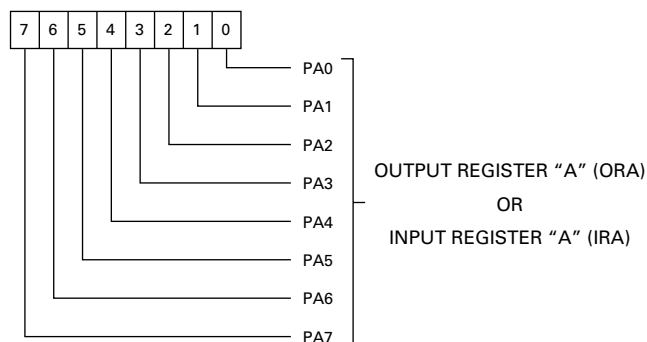 7 6 5 4 3 2 1 0
PA0
PA1
PA2
PA3
PA4
PA5
PA6
PA7
OUTPUT REGISTER “A” (ORA)
OR
INPUT REGISTER “A” (IRA)